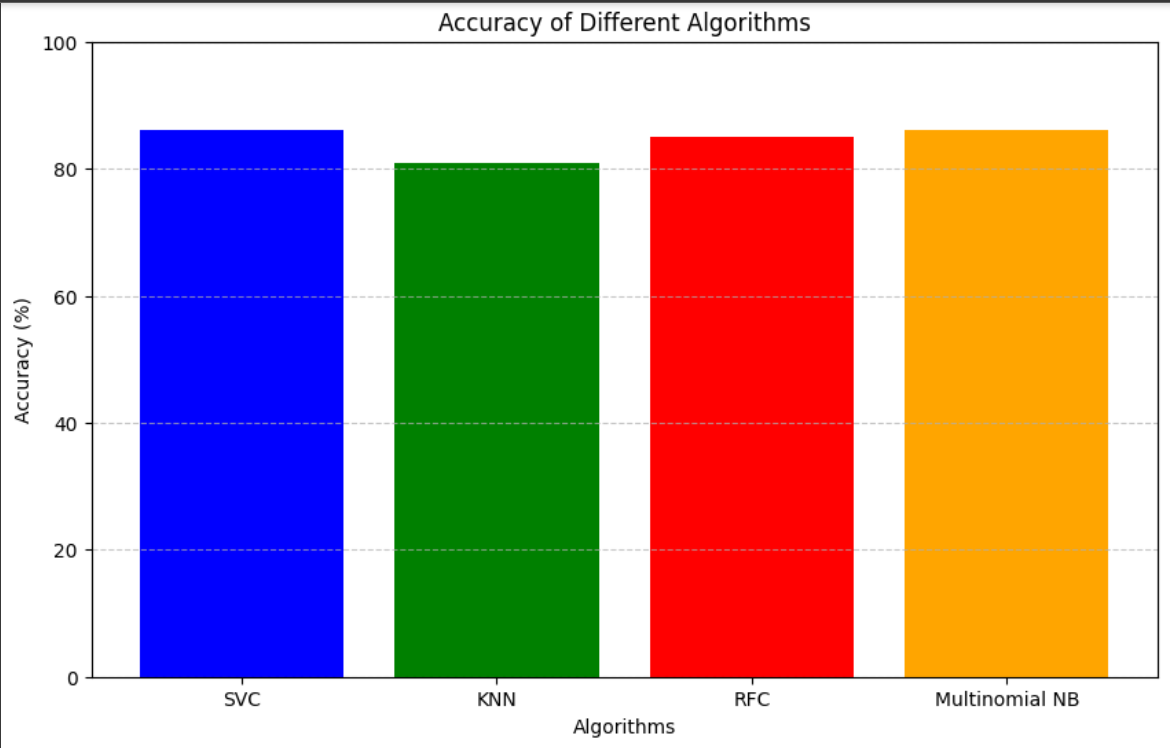 Accuracy of Different Algorithms
100
80
60
40
20
0
Accuracy (%)
SVC KNN RFC Multinomial NB
Algorithms